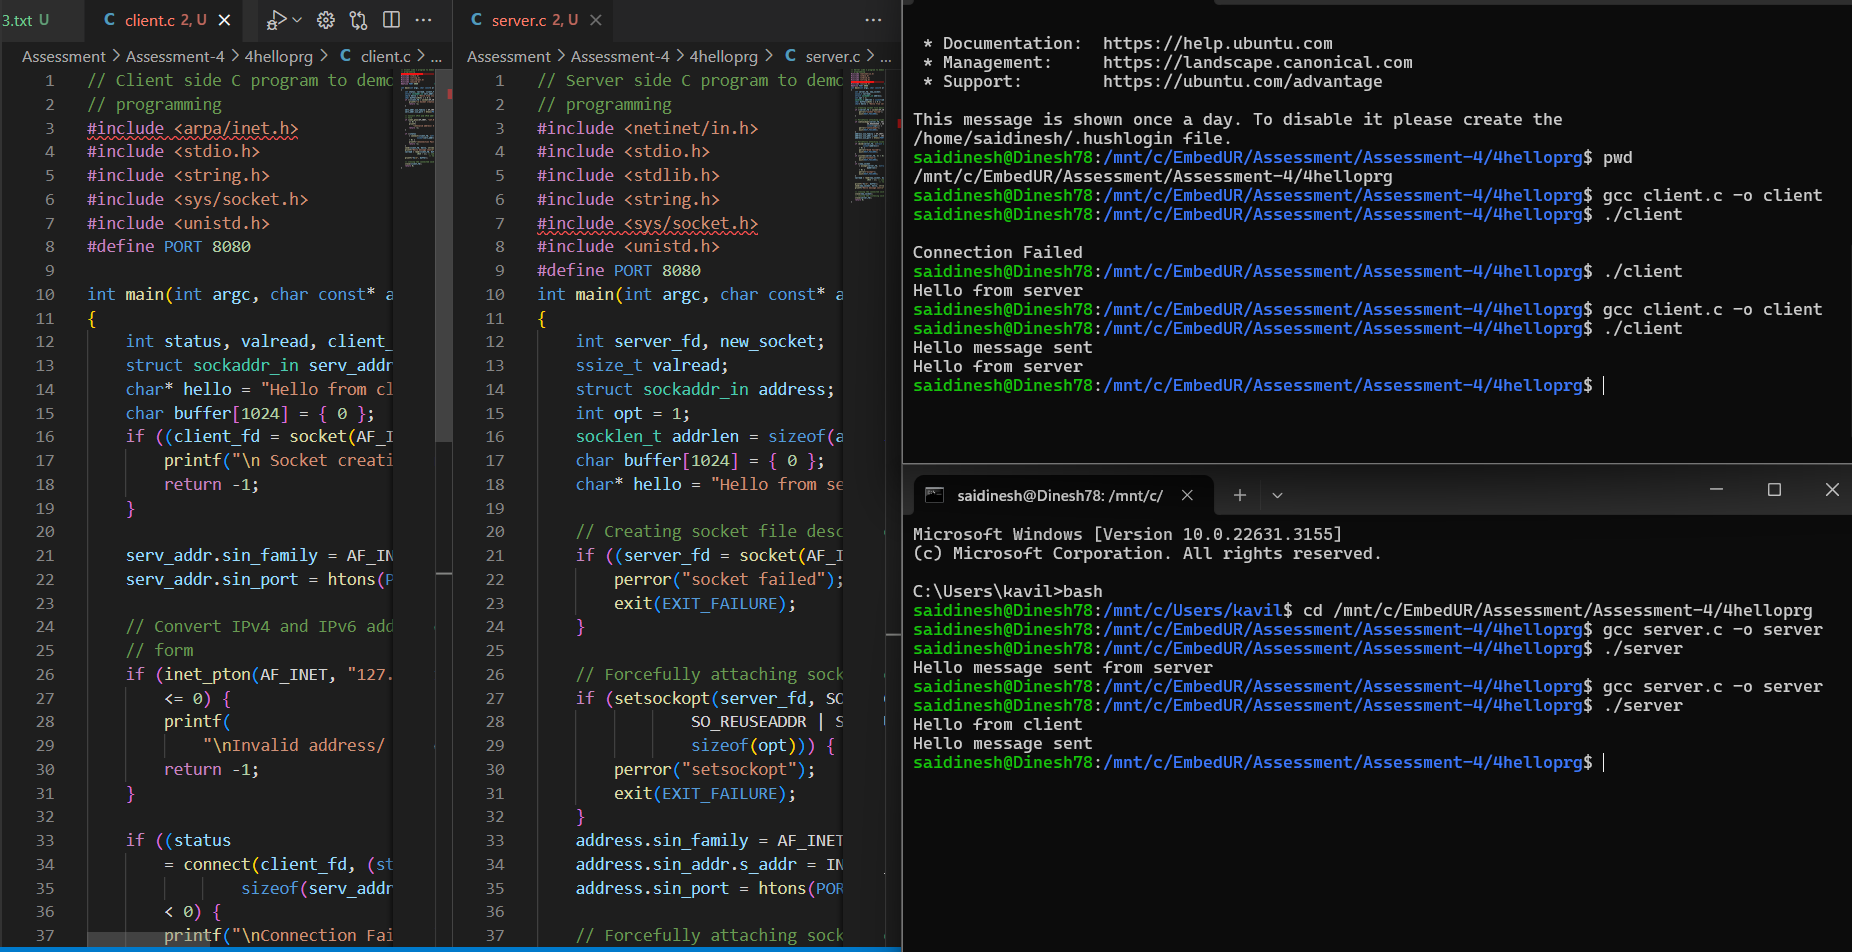 3.txt U
C client.c 2, U
Assessment > Assessment-4 > 4helloprg > C client.c > ...
1 // Client side C program to demo
2 // programming
3 #include <arpa/inet.h>
4 #include <stdio.h>
5 #include <string.h>
6 #include <sys/socket.h>
7 #include <unistd.h>
8 #define PORT 8080
9
10 int main(int argc, char const* a
11 {
12 int status, valread, client_
13 struct sockaddr_in serv_addr
14 char* hello = "Hello from cl
15 char buffer[1024] = { 0 };
16 if ((client_fd = socket(AF_I
17 printf("\n Socket creati
18 return -1;
19 }
20
21 serv_addr.sin_family = AF_IN
22 serv_addr.sin_port = htons(P
23
24 // Convert IPv4 and IPv6 add
25 // form
26 if (inet_pton(AF_INET, "127.
27 <= 0) {
28 printf(
29 "\nInvalid address/
30 return -1;
31 }
32
33 if ((status
34 = connect(client_fd, (st
35 sizeof(serv_addr
36 < 0) {
37 printf("\nConnection Fai
C server.c 2, U
Assessment > Assessment-4 > 4helloprg > C server.c > ...
1 // Server side C program to demo
2 // programming
3 #include <netinet/in.h>
4 #include <stdio.h>
5 #include <stdlib.h>
6 #include <string.h>
7 #include <sys/socket.h>
8 #include <unistd.h>
9 #define PORT 8080
10 int main(int argc, char const* a
11 {
12 int server_fd, new_socket;
13 ssize_t valread;
14 struct sockaddr_in address;
15 int opt = 1;
16 socklen_t addrlen = sizeof(a
17 char buffer[1024] = { 0 };
18 char* hello = "Hello from se
19
20 // Creating socket file desc
21 if ((server_fd = socket(AF_I
22 perror("socket failed");
23 exit(EXIT_FAILURE);
24 }
25
26 // Forcefully attaching sock
27 if (setsockopt(server_fd, SO
28 SO_REUSEADDR | S
29 sizeof(opt))) {
30 perror("setsockopt");
31 exit(EXIT_FAILURE);
32 }
33 address.sin_family = AF_INET
34 address.sin_addr.s_addr = IN
35 address.sin_port = htons(POR
36
37 // Forcefully attaching sock
* Documentation: https://help.ubuntu.com
* Management: https://landscape.canonical.com
* Support: https://ubuntu.com/advantage
This message is shown once a day. To disable it please create the
/home/saidinesh/.hushlogin file.
saidinesh@Dinesh78:/mnt/c/EmbedUR/Assessment/Assessment-4/4helloprg$ pwd
/mnt/c/EmbedUR/Assessment/Assessment-4/4helloprg
saidinesh@Dinesh78:/mnt/c/EmbedUR/Assessment/Assessment-4/4helloprg$ gcc client.c -o client
saidinesh@Dinesh78:/mnt/c/EmbedUR/Assessment/Assessment-4/4helloprg$ ./client
Connection Failed
saidinesh@Dinesh78:/mnt/c/EmbedUR/Assessment/Assessment-4/4helloprg$ ./client
Hello from server
saidinesh@Dinesh78:/mnt/c/EmbedUR/Assessment/Assessment-4/4helloprg$ gcc client.c -o client
saidinesh@Dinesh78:/mnt/c/EmbedUR/Assessment/Assessment-4/4helloprg$ ./client
Hello message sent
Hello from server
saidinesh@Dinesh78:/mnt/c/EmbedUR/Assessment/Assessment-4/4helloprg$
saidinesh@Dinesh78: /mnt/c/
Microsoft Windows [Version 10.0.22631.3155]
(c) Microsoft Corporation. All rights reserved.
C:\Users\kavil>bash
saidinesh@Dinesh78:/mnt/c/Users/kavil$ cd /mnt/c/EmbedUR/Assessment/Assessment-4/4helloprg
saidinesh@Dinesh78:/mnt/c/EmbedUR/Assessment/Assessment-4/4helloprg$ gcc server.c -o server
saidinesh@Dinesh78:/mnt/c/EmbedUR/Assessment/Assessment-4/4helloprg$ ./server
Hello message sent from server
saidinesh@Dinesh78:/mnt/c/EmbedUR/Assessment/Assessment-4/4helloprg$ gcc server.c -o server
saidinesh@Dinesh78:/mnt/c/EmbedUR/Assessment/Assessment-4/4helloprg$ ./server
Hello from client
Hello message sent
saidinesh@Dinesh78:/mnt/c/EmbedUR/Assessment/Assessment-4/4helloprg$